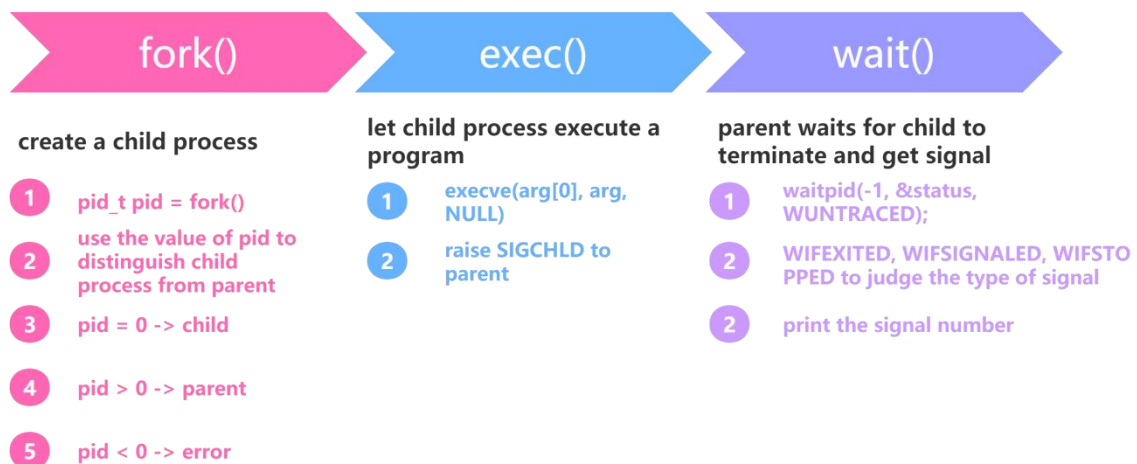 fork()
create a child process
1
pid_t pid = fork()
2
use the value of pid to
distinguish child
process from parent
3
pid = 0 -> child
4
pid > 0 -> parent
5
pid < 0 -> error
exec()
let child process execute a
program
1
execve(arg[0], arg,
NULL)
2
raise SIGCHLD to
parent
wait()
parent waits for child to
terminate and get signal
1
waitpid(-1, &status,
WUNTRACED);
2
WIFEXITED, WIFSIGNALED, WIFSTO
PPED to judge the type of signal
2
print the signal number